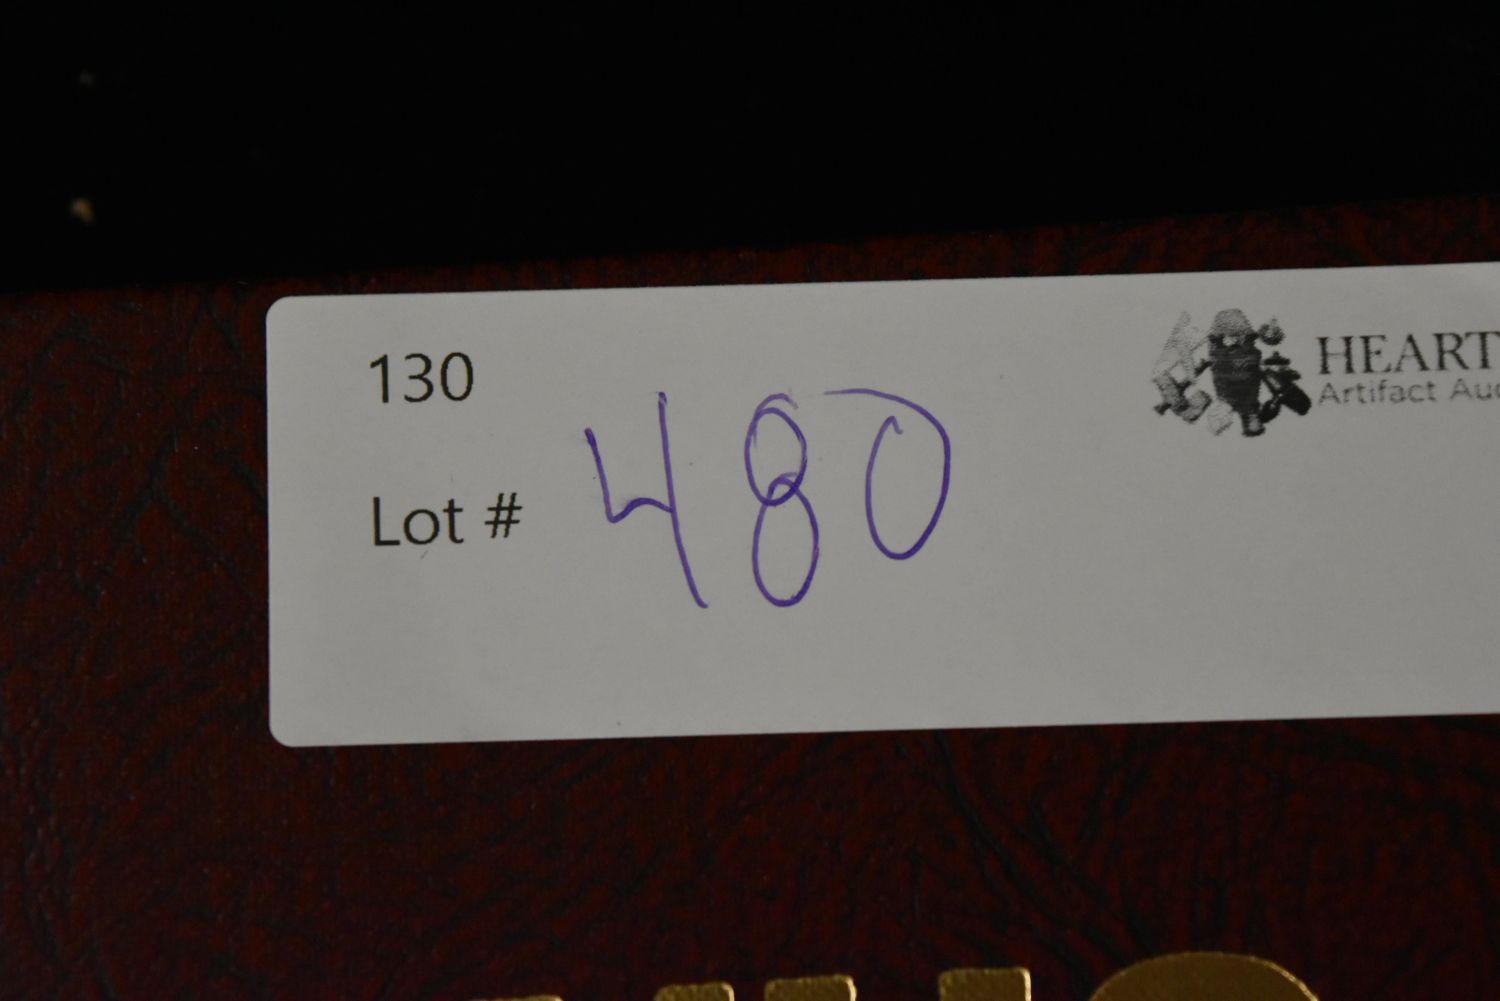 130
HEART
Artifact Auc
Lot # 480